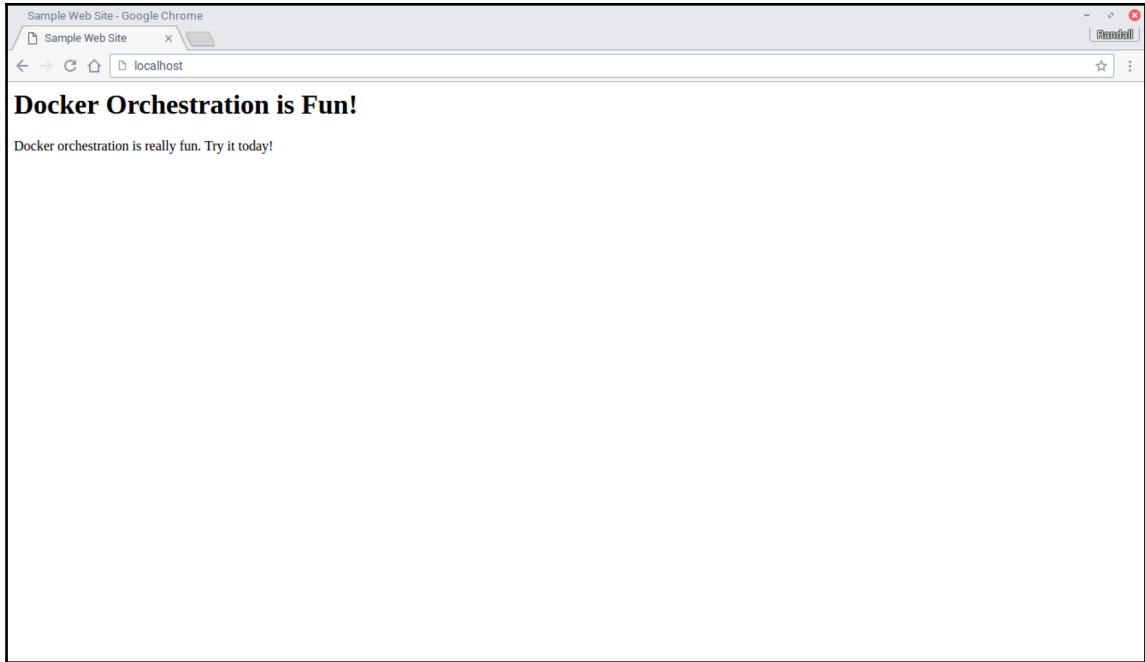 Sample Web Site - Google Chrome
Sample Web Site
Randall
localhost
Docker Orchestration is Fun!
Docker orchestration is really fun. Try it today!